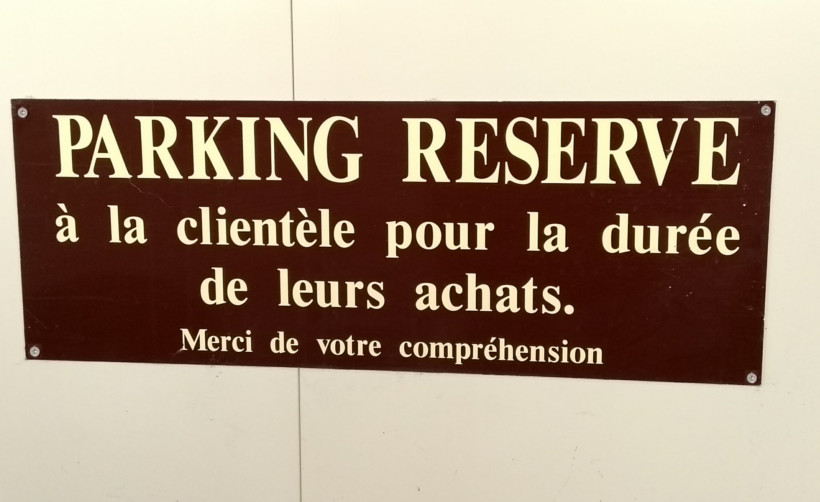 PARKING RESERVE
à la clientèle pour la durée
de leurs achats.
Merci de votre compréhension